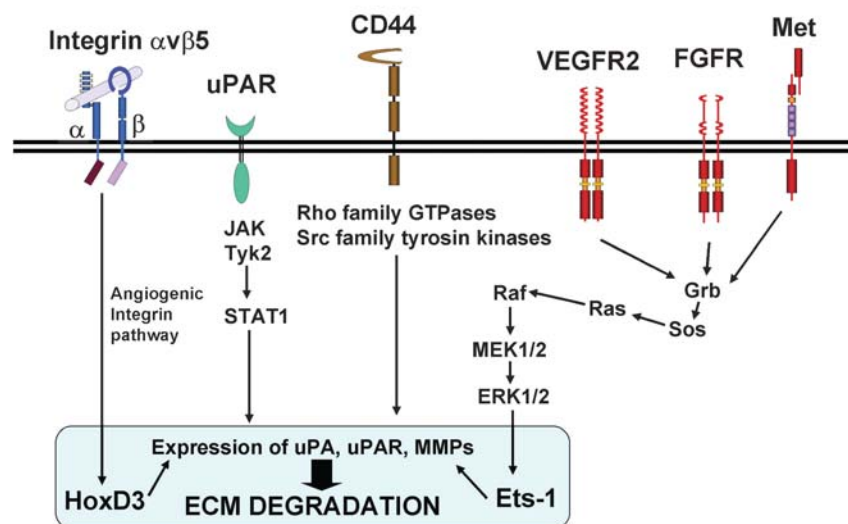 Integrin αvβ5
uPAR
CD44
VEGFR2
FGFR
Met
α
β
JAK
Tyk2
Rho family GTPases
Src family tyrosin kinases
Angiogenic
Integrin
pathway
STAT1
Grb
Sos
Ras
Raf
MEK1/2
ERK1/2
Expression of uPA, uPAR, MMPs
HoxD3
ECM DEGRADATION
Ets-1